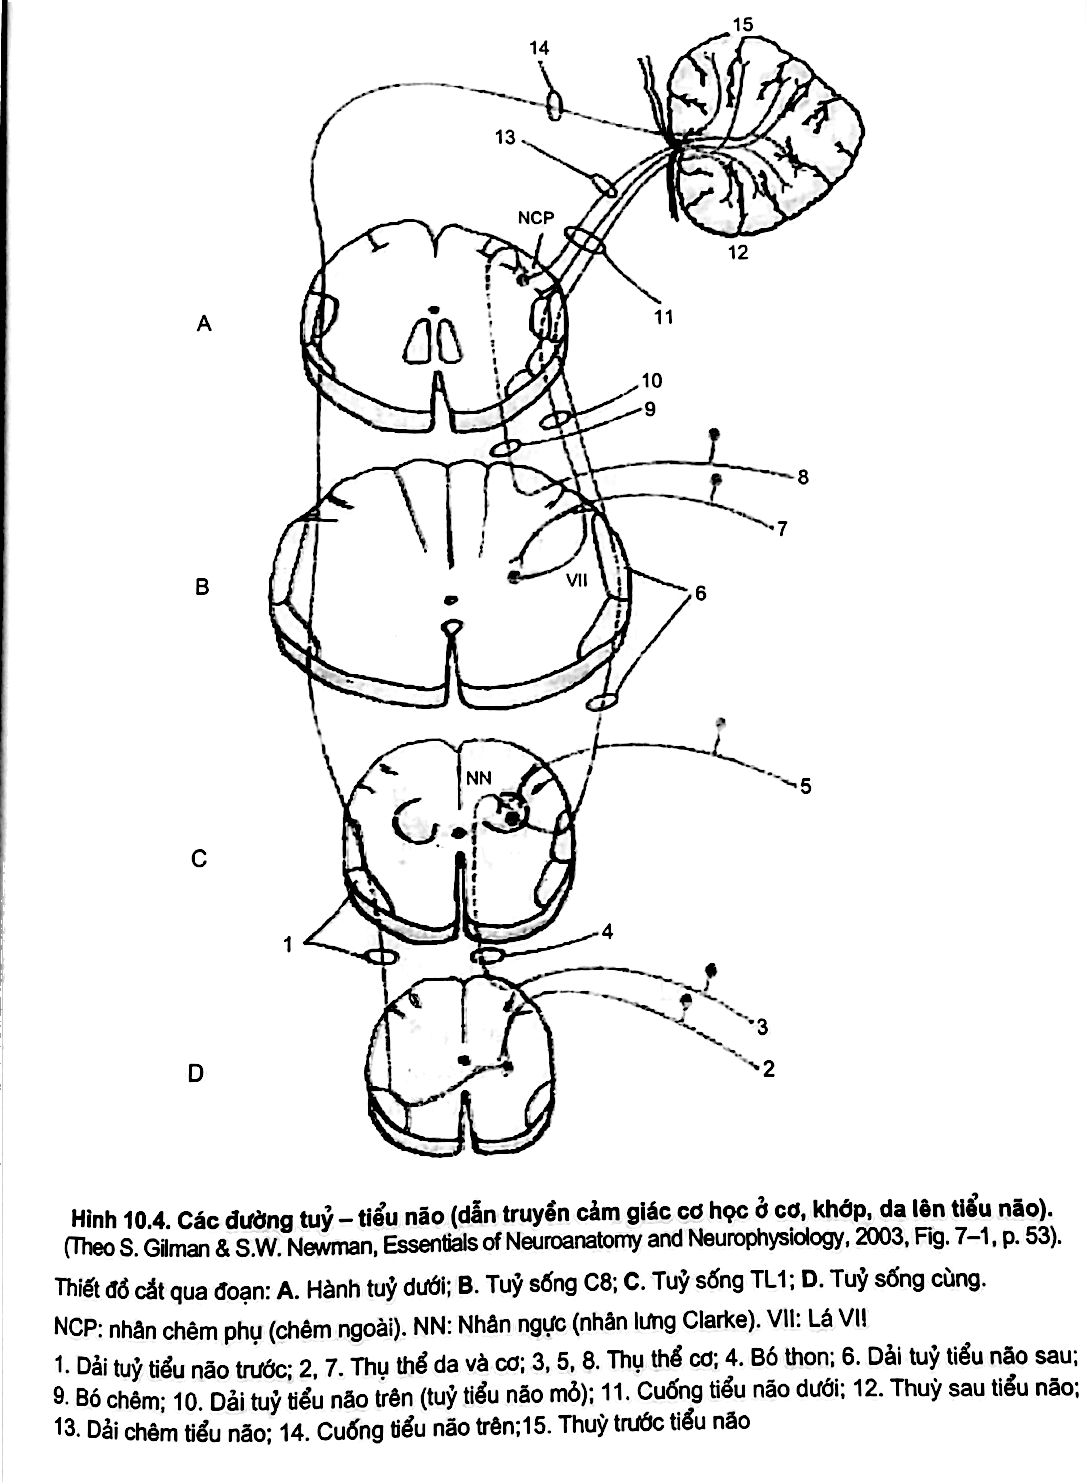 15
14
13
NCP
12
11
A
10
9
8
7
VII
B
6
NN
5
C
1
4
3
D
2
Hình 10.4. Các đường tuỷ – tiểu não (dẫn truyền cảm giác cơ học ở cơ, khớp, da lên tiểu não).
(Theo S. Gilman & S.W. Newman, Essentials of Neuroanatomy and Neurophysiology, 2003, Fig. 7–1, p. 53).
Thiết đồ cắt qua đoạn: A. Hành tuỷ dưới; B. Tuỷ sống C8; C. Tuỷ sống TL1; D. Tuỷ sống cùng.
NCP: nhân chêm phụ (chêm ngoài). NN: Nhân ngực (nhân lưng Clarke). VII: Lá VII
1. Dải tuỷ tiểu não trước; 2, 7. Thụ thể da và cơ; 3, 5, 8. Thụ thể cơ; 4. Bó thon; 6. Dải tuỷ tiểu não sau;
9. Bó chêm; 10. Dải tuỷ tiểu não trên (tuỷ tiểu não mỏ); 11. Cuống tiểu não dưới; 12. Thuỳ sau tiểu não;
13. Dải chêm tiểu não; 14. Cuống tiểu não trên;15. Thuỳ trước tiểu não